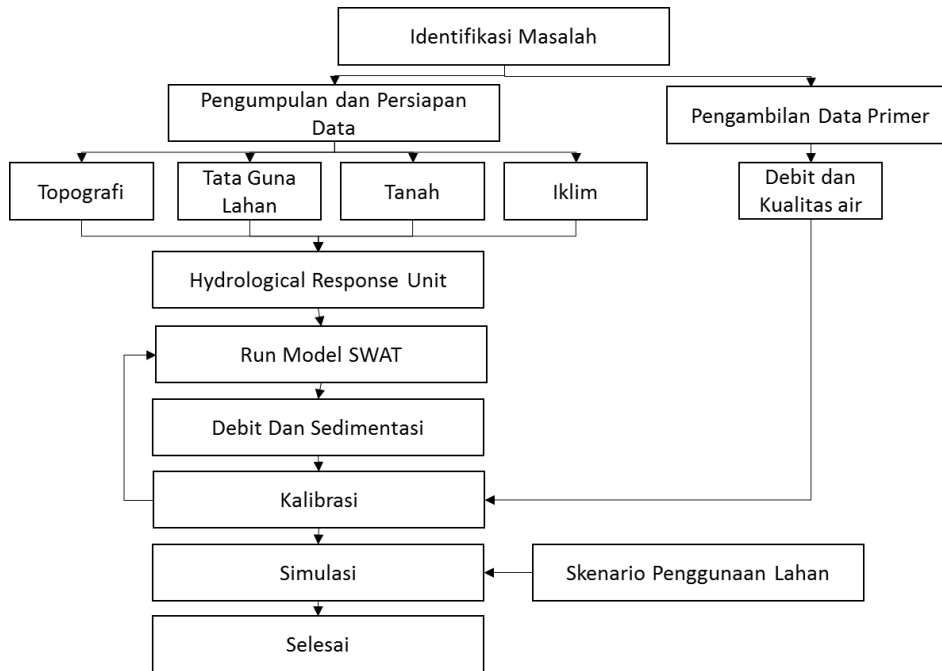 Identifikasi Masalah
Pengumpulan dan Persiapan
Data
Pengambilan Data Primer
Topografi
Tata Guna
Lahan
Tanah
Iklim
Debit dan
Kualitas air
Hydrological Response Unit
Run Model SWAT
Debit Dan Sedimentasi
Kalibrasi
Simulasi
Skenario Penggunaan Lahan
Selesai